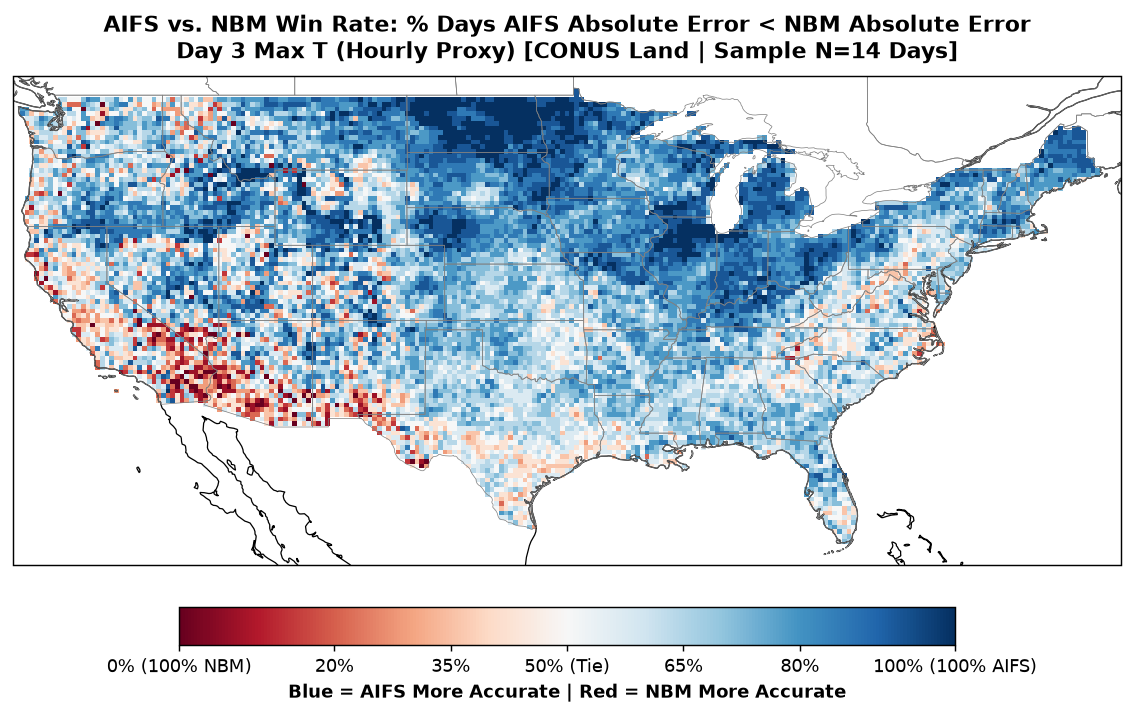 AIFS vs. NBM Win Rate: % Days AIFS Absolute Error < NBM Absolute Error
Day 3 Max T (Hourly Proxy) [CONUS Land | Sample N=14 Days]
0% (100% NBM) 20% 35% 50% (Tie) 65% 80% 100% (100% AIFS)
Blue = AIFS More Accurate | Red = NBM More Accurate